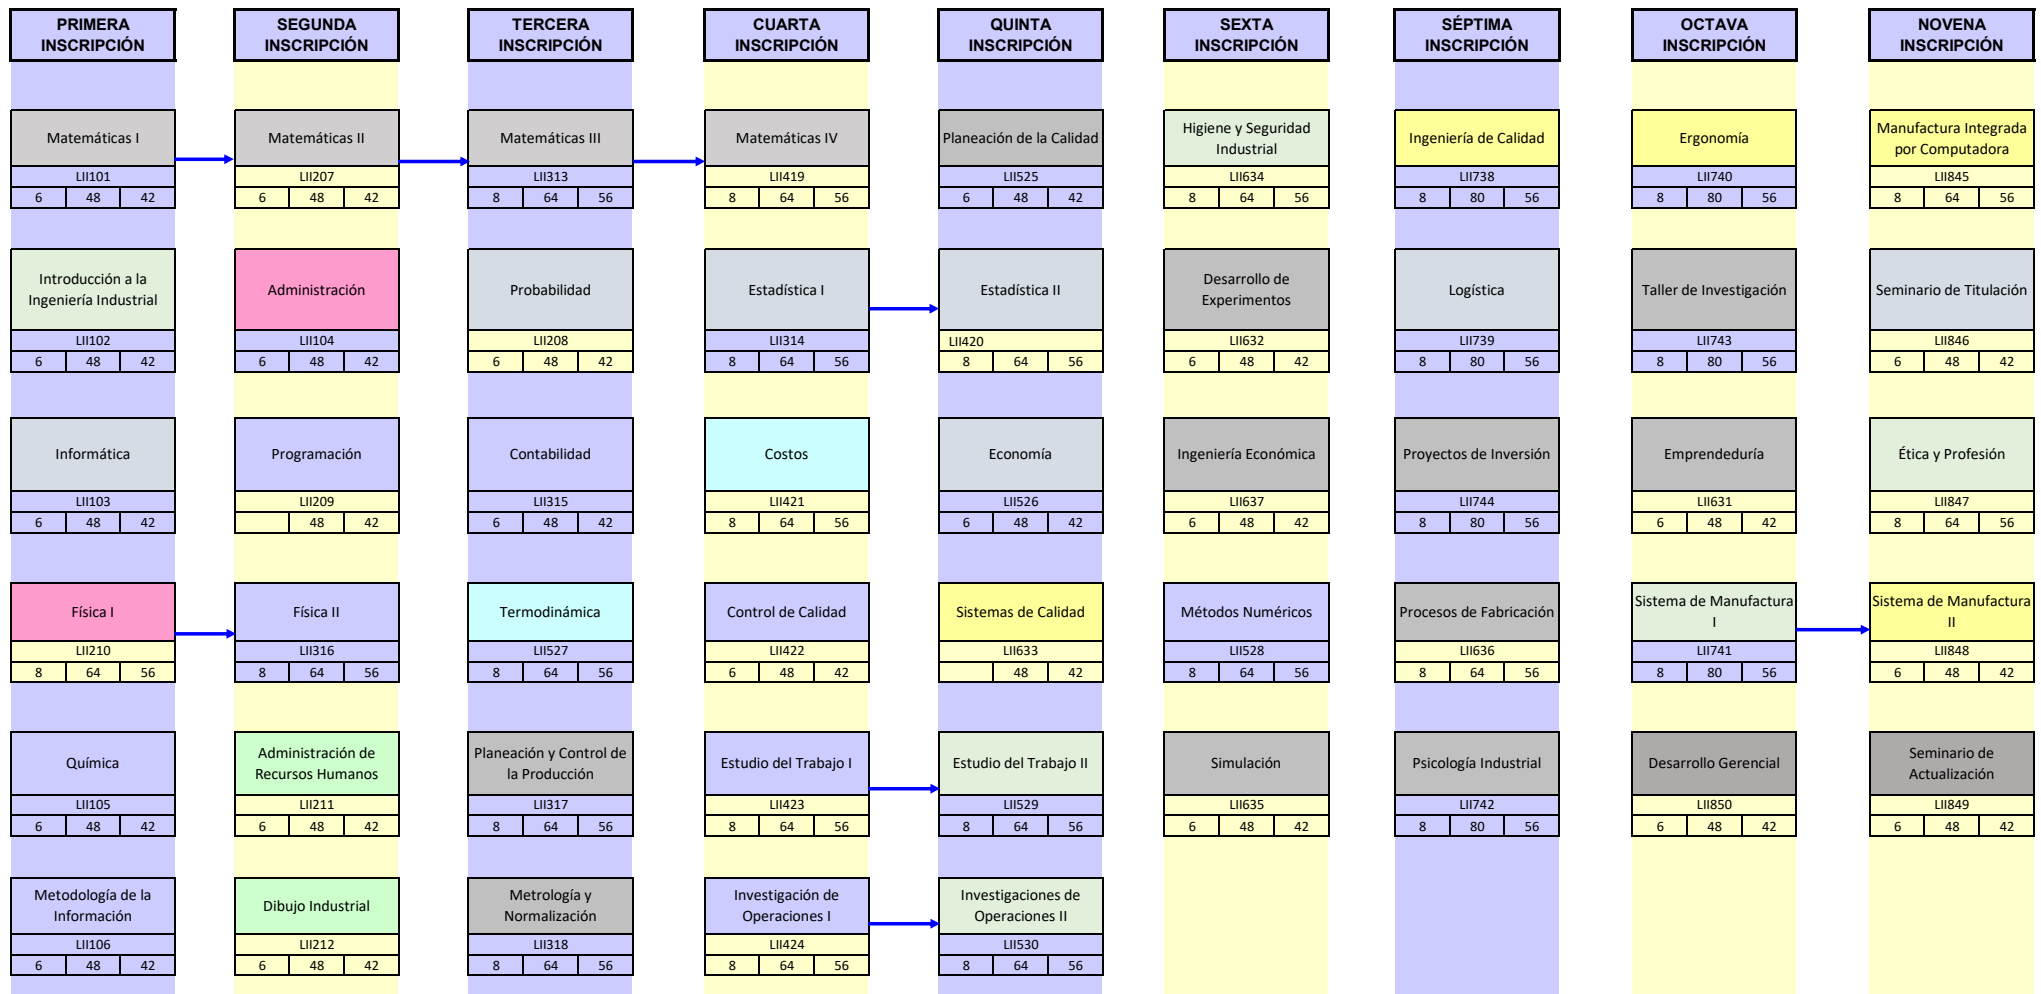 PRIMERA
INSCRIPCIÓN
SEGUNDA
INSCRIPCIÓN
TERCERA
INSCRIPCIÓN
CUARTA
INSCRIPCIÓN
QUINTA
INSCRIPCIÓN
SEXTA
INSCRIPCIÓN
SÉPTIMA
INSCRIPCIÓN
OCTAVA
INSCRIPCIÓN
NOVENA
INSCRIPCIÓN
Matemáticas I
LII101
6 48 42
Matemáticas II
LII207
6 48 42
Matemáticas III
LII313
8 64 56
Matemáticas IV
LII419
8 64 56
Planeación de la Calidad
LII525
6 48 42
Higiene y Seguridad
Industrial
LII634
8 64 56
Ingeniería de Calidad
LII738
8 80 56
Ergonomía
LII740
8 80 56
Manufactura Integrada
por Computadora
LII845
8 64 56
Introducción a la
Ingeniería Industrial
LII102
6 48 42
Administración
LII104
6 48 42
Probabilidad
LII208
6 48 42
Estadística I
LII314
8 64 56
Estadística II
LII420
8 64 56
Desarrollo de
Experimentos
LII632
6 48 42
Logística
LII739
8 80 56
Taller de Investigación
LII743
8 80 56
Seminario de Titulación
LII846
6 48 42
Informática
LII103
6 48 42
Programación
LII209
48 42
Contabilidad
LII315
6 48 42
Costos
LII421
8 64 56
Economía
LII526
6 48 42
Ingeniería Económica
LII637
6 48 42
Proyectos de Inversión
LII744
8 80 56
Emprendeduría
LII631
6 48 42
Ética y Profesión
LII847
8 64 56
Física I
LII210
8 64 56
Física II
LII316
8 64 56
Termodinámica
LII527
8 64 56
Control de Calidad
LII422
6 48 42
Sistemas de Calidad
LII633
48 42
Métodos Numéricos
LII528
8 64 56
Procesos de Fabricación
LII636
8 64 56
Sistema de Manufactura
I
LII741
8 80 56
Sistema de Manufactura
II
LII848
6 48 42
Química
LII105
6 48 42
Administración de
Recursos Humanos
LII211
6 48 42
Planeación y Control de
la Producción
LII317
8 64 56
Estudio del Trabajo I
LII423
8 64 56
Estudio del Trabajo II
LII529
8 64 56
Simulación
LII635
6 48 42
Psicología Industrial
LII742
8 80 56
Desarrollo Gerencial
LII850
6 48 42
Seminario de
Actualización
LII849
6 48 42
Metodología de la
Información
LII106
6 48 42
Dibujo Industrial
LII212
6 48 42
Metrología y
Normalización
LII318
8 64 56
Investigación de
Operaciones I
LII424
8 64 56
Investigaciones de
Operaciones II
LII530
8 64 56